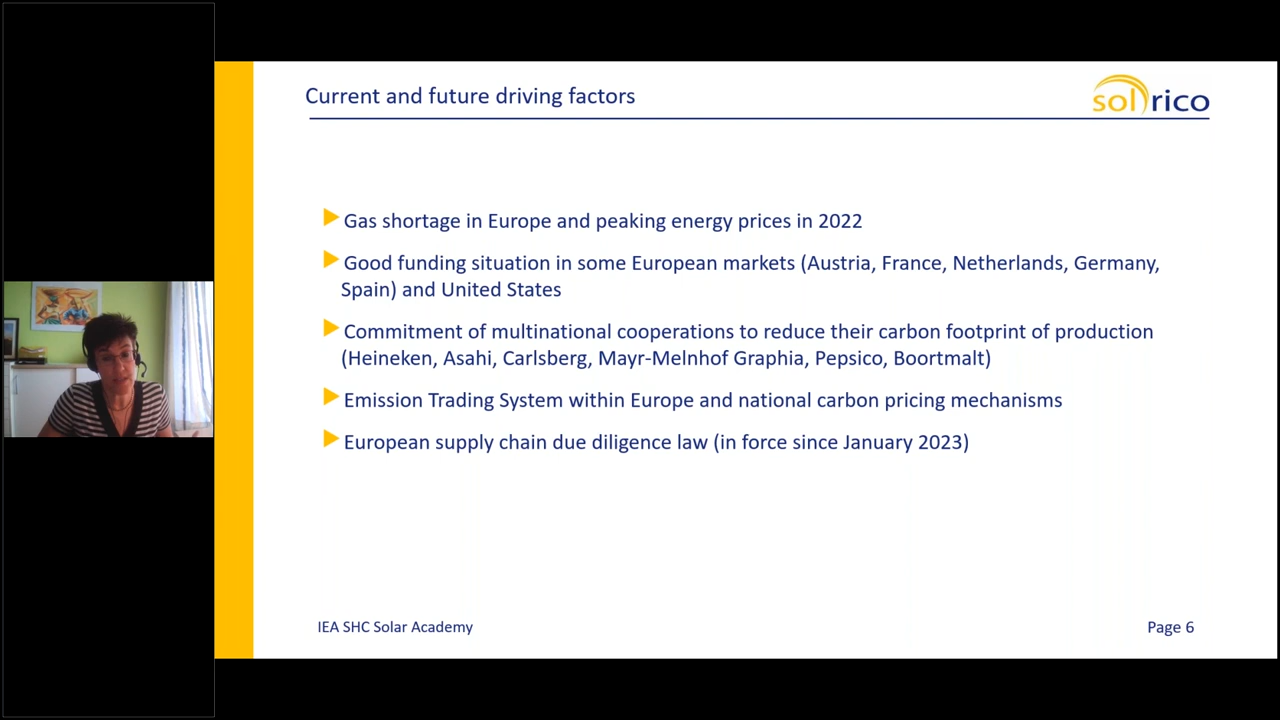 Current and future driving factors
solrico
Gas shortage in Europe and peaking energy prices in 2022
Good funding situation in some European markets (Austria, France, Netherlands, Germany,
Spain) and United States
Commitment of multinational cooperations to reduce their carbon footprint of production
(Heineken, Asahi, Carlsberg, Mayr-Melnhof Graphia, Pepsico, Boortmalt)
Emission Trading System within Europe and national carbon pricing mechanisms
European supply chain due diligence law (in force since January 2023)
IEA SHC Solar Academy
Page 6